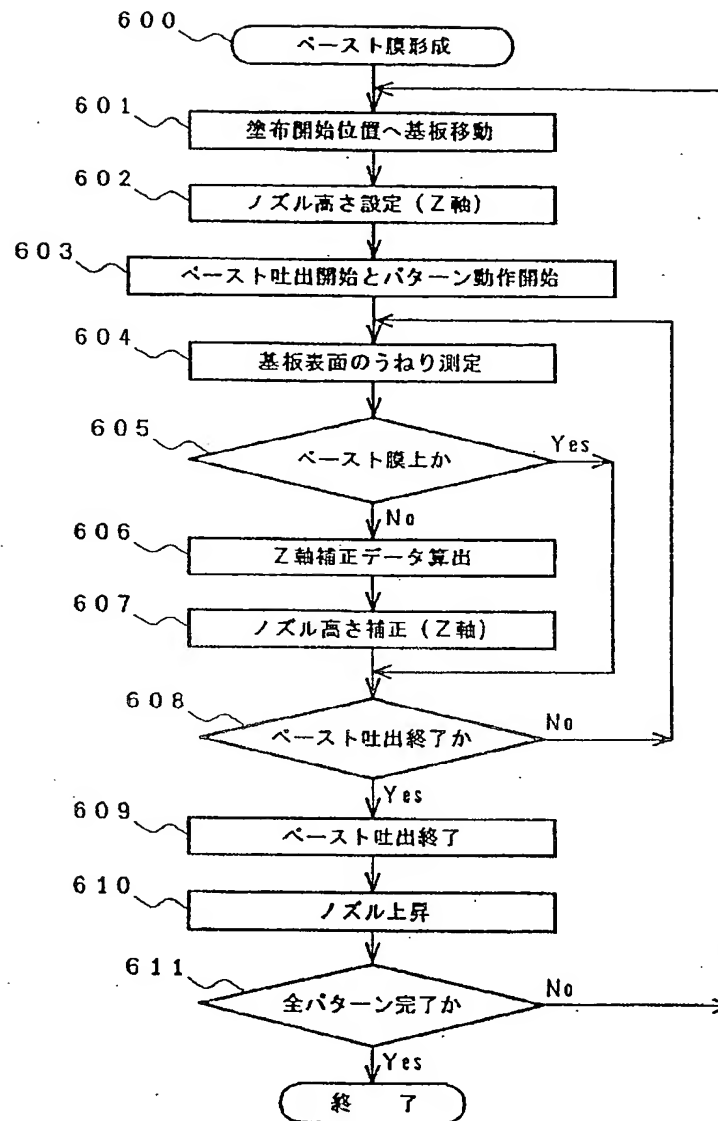 600
ペースト膜形成
601
塗布開始位置へ基板移動
602
ノズル高さ設定(Z軸)
603
ペースト吐出開始とパターン動作開始
604
基板表面のうねり測定
605
ペースト膜上か
Yes
No
606
Z軸補正データ算出
607
ノズル高さ補正(Z軸)
608
ペースト吐出終了か
No
Yes
609
ペースト吐出終了
610
ノズル上昇
611
全パターン完了か
No
Yes
終 了